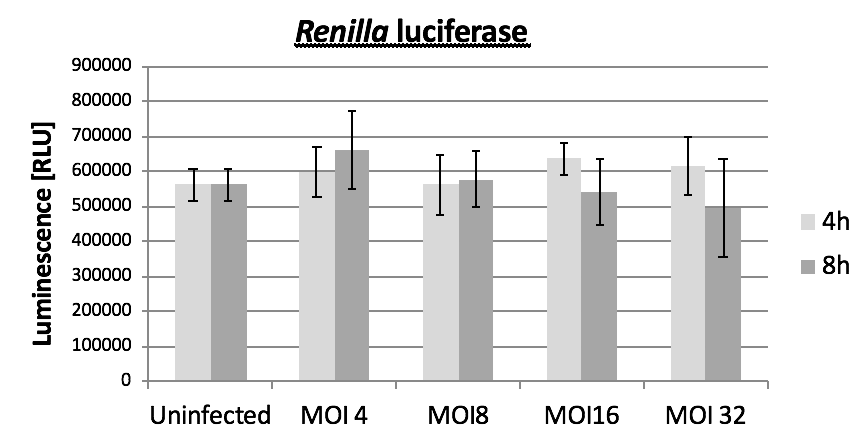 Renilla luciferase
Luminescence [RLU]
900000
800000
700000
600000
500000
400000
300000
200000
100000
0
Uninfected MOI 4 MOI8 MOI16 MOI 32
4h
8h